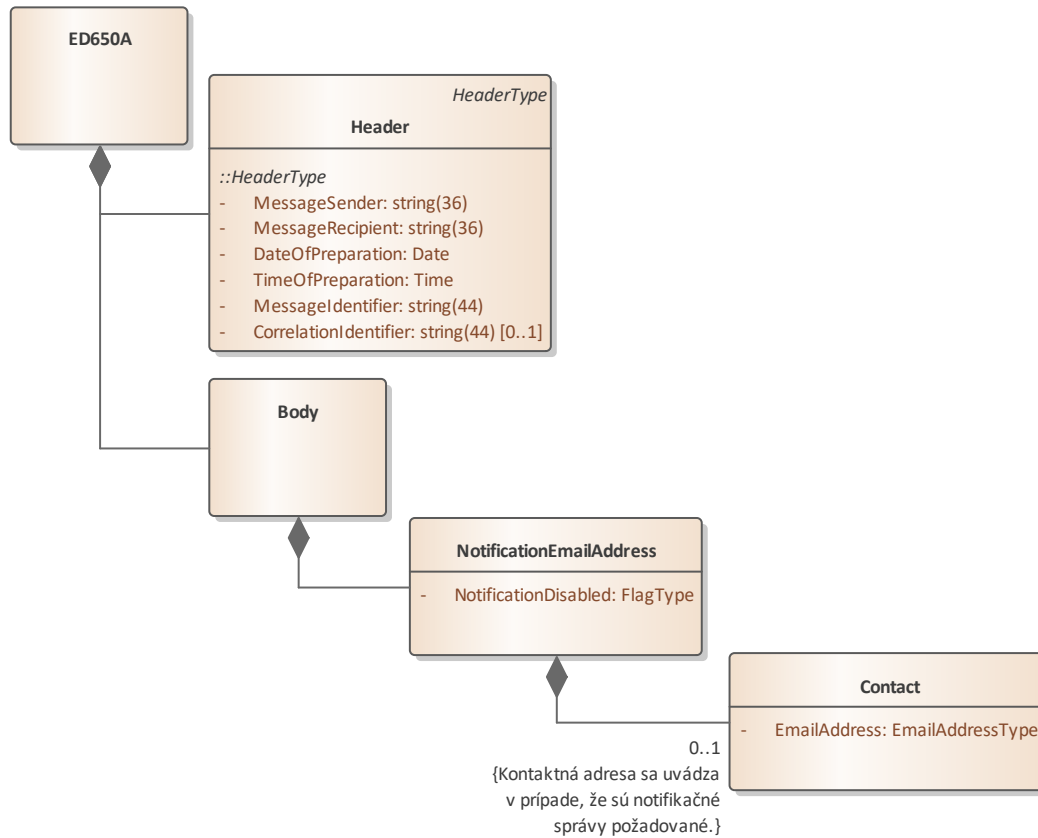 ED650A
HeaderType
Header
::HeaderType
- MessageSender: string(36)
- MessageRecipient: string(36)
- DateOfPreparation: Date
- TimeOfPreparation: Time
- MessageIdentifier: string(44)
- CorrelationIdentifier: string(44) [0..1]
Body
NotificationEmailAddress
- NotificationDisabled: FlagType
Contact
- EmailAddress: EmailAddressType
0..1
{Kontaktná adresa sa uvádza
v prípade, že sú notifikačné
správy požadované.}